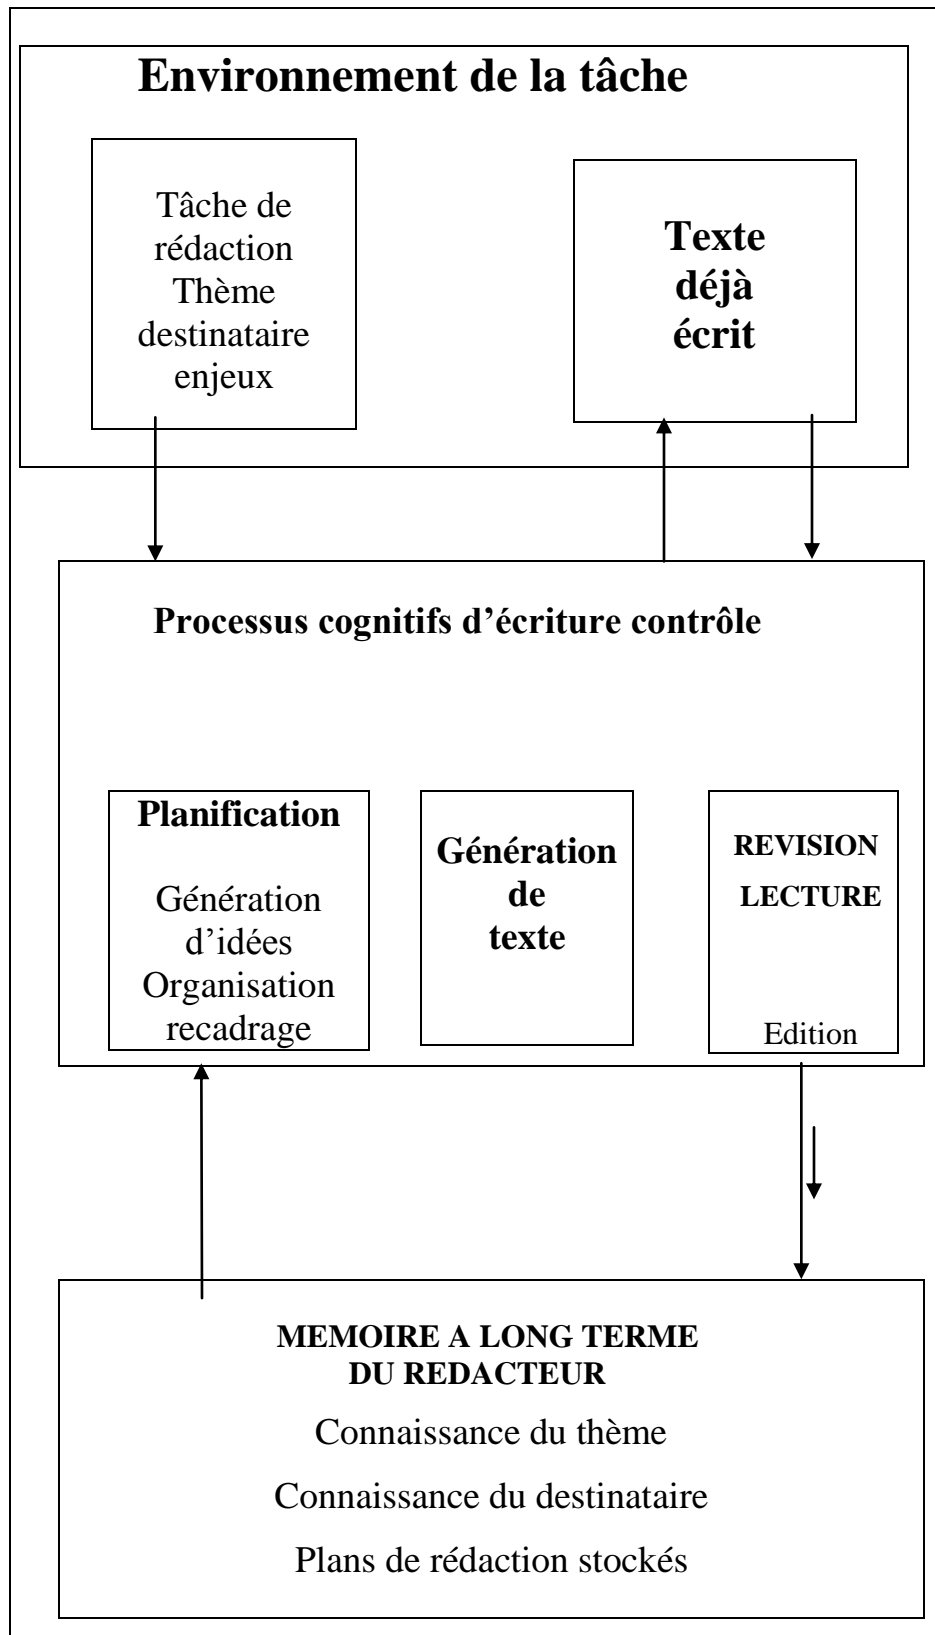 Environnement de la tâche
Tâche de
rédaction
Thème
destinataire
enjeux
Texte
déjà
écrit
Processus cognitifs d’écriture contrôle
Planification
Génération
d’idées
Organisation
recadrage
Génération
de
texte
REVISION
LECTURE
Edition
MEMOIRE A LONG TERME
DU REDACTEUR
Connaissance du thème
Connaissance du destinataire
Plans de rédaction stockés